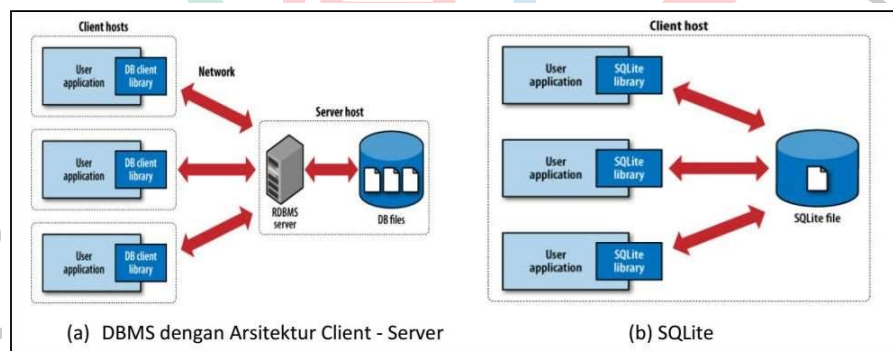 Client hosts
User
application
DB client
library
Network
User
application
DB client
library
User
application
DB client
library
Server host
RDBMS
server
DB files
(a) DBMS dengan Arsitektur Client - Server
Client host
User
application
SQLite
library
User
application
SQLite
library
User
application
SQLite
library
SQLite file
(b) SQLite